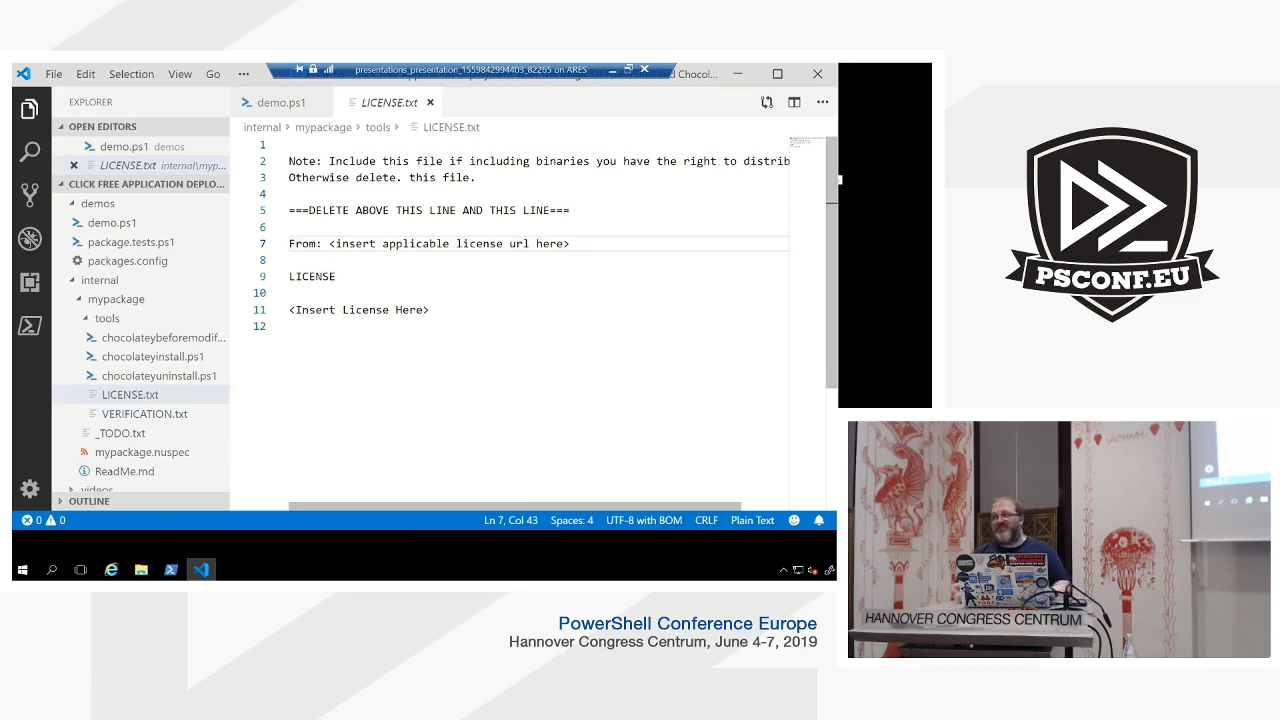 File Edit Selection View Go ···
presentations_presentation_1559842994403_82265 on ARES
and Chocol...
EXPLORER
demo.ps1
LICENSE.txt
OPEN EDITORS
demo.ps1 demos
LICENSE.txt internal\myp...
CLICK FREE APPLICATION DEPLO...
demos
demo.ps1
package.tests.ps1
packages.config
internal
mypackage
tools
chocolateybeforemodif...
chocolateyinstall.ps1
chocolateyuninstall.ps1
LICENSE.txt
VERIFICATION.txt
_TODO.txt
mypackage.nuspec
ReadMe.md
videos
OUTLINE
internal mypackage tools LICENSE.txt
1
2 Note: Include this file if including binaries you have the right to distrib
3 Otherwise delete. this file.
4
5 ===DELETE ABOVE THIS LINE AND THIS LINE===
6
7 From: <insert applicable license url here>
8
9 LICENSE
10
11 <Insert License Here>
12
0 0 Ln 7, Col 43 Spaces: 4 UTF-8 with BOM CRLF Plain Text
PSCONF.EU
HANNOVER CONGRESS CENTRUM
PowerShell Conference Europe
Hannover Congress Centrum, June 4-7, 2019